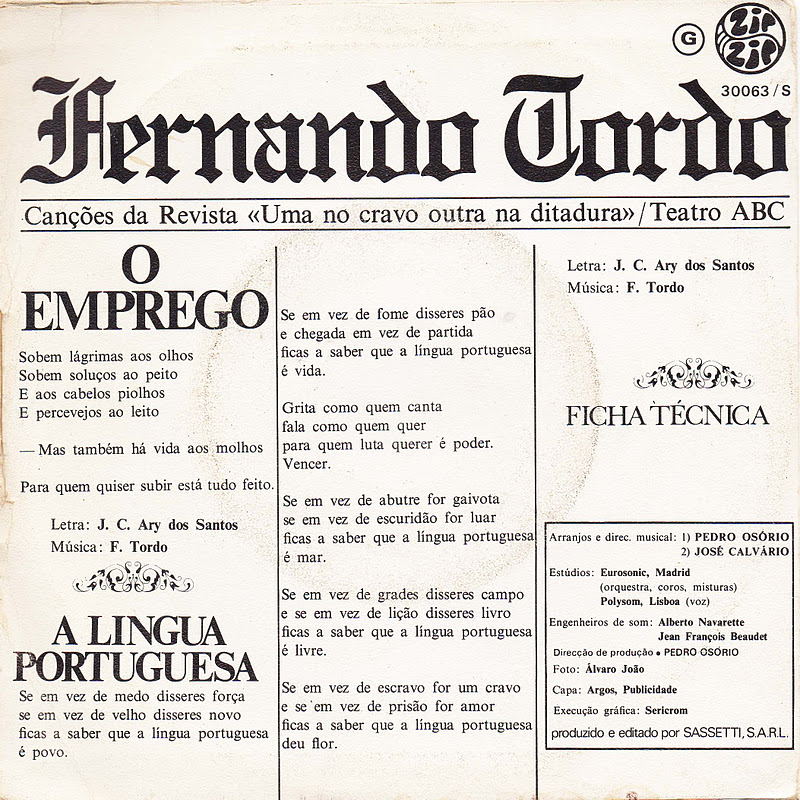 G
Zip
Zip
30063/S
Fernando Tordo
Canções da Revista «Uma no cravo outra na ditadura»/Teatro ABC
O
EMPREGO
Sobem lágrimas aos olhos
Sobem soluços ao peito
E aos cabelos piolhos
E percevejos ao leito
— Mas também há vida aos molhos
Para quem quiser subir está tudo feito.
Letra: J. C. Ary dos Santos
Música: F. Tordo
A LINGUA
PORTUGUESA
Se em vez de medo disseres força
se em vez de velho disseres novo
ficas a saber que a língua portuguesa
é povo.
Se em vez de fome disseres pão
e chegada em vez de partida
ficas a saber que a língua portuguesa
é vida.
Grita como quem canta
fala como quem quer
para quem luta querer é poder.
Vencer.
Se em vez de abutre for gaivota
se em vez de escuridão for luar
ficas a saber que a língua portuguesa
é mar.
Se em vez de grades disseres campo
e se em vez de lição disseres livro
ficas a saber que a língua portuguesa
é livre.
Se em vez de escravo for um cravo
e se em vez de prisão for amor
ficas a saber que a língua portuguesa
deu flor.
Letra: J. C. Ary dos Santos
Música: F. Tordo
FICHA TÉCNICA
Arranjos e direc. musical: 1) PEDRO OSÓRIO
2) JOSÉ CALVÁRIO
Estúdios: Eurosonic, Madrid
(orquestra, coros, misturas)
Polysom, Lisboa (voz)
Engenheiros de som: Alberto Navarette
Jean François Beaudet
Direcção de produção • PEDRO OSÓRIO
Foto: Álvaro João
Capa: Argos, Publicidade
Execução gráfica: Sericrom
produzido e editado por SASSETTI, S.A.R.L.